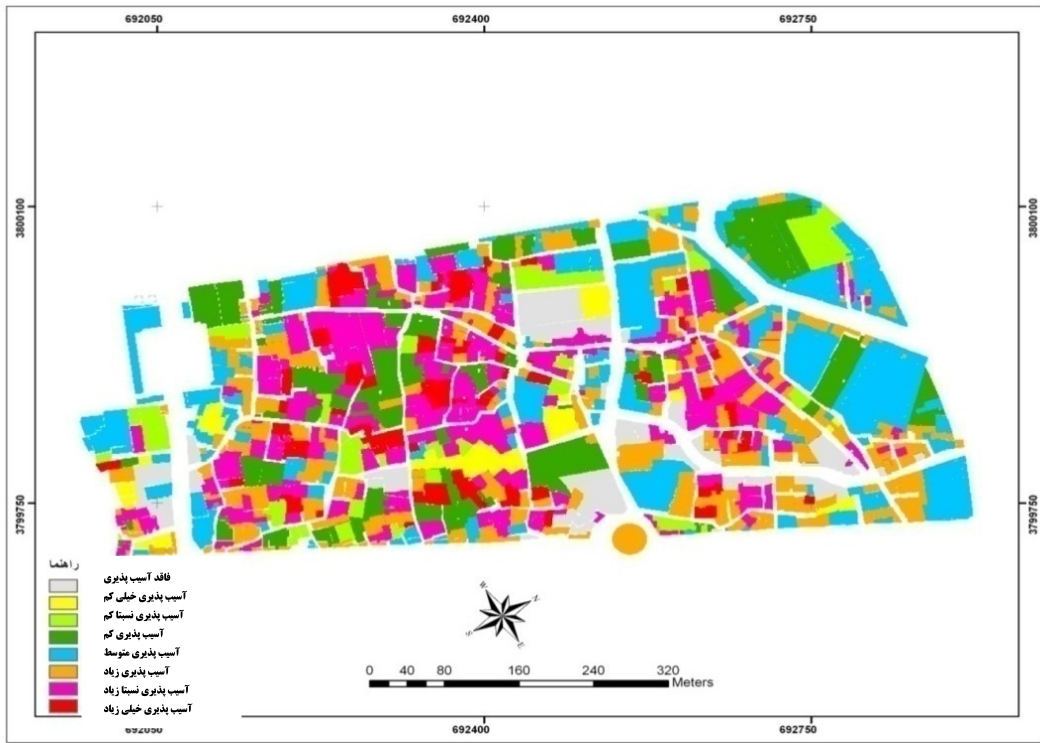 692050 692400 692750
3800100 3800100
3799750 3799750
راهنما
فاقد آسیب پذیری
آسیب پذیری خیلی کم
آسیب پذیری نسبتا کم
آسیب پذیری کم
آسیب پذیری متوسط
آسیب پذیری زیاد
آسیب پذیری نسبتا زیاد
آسیب پذیری خیلی زیاد
N
E
S
0 40 80 160 240 320
Meters
692050 692400 692750